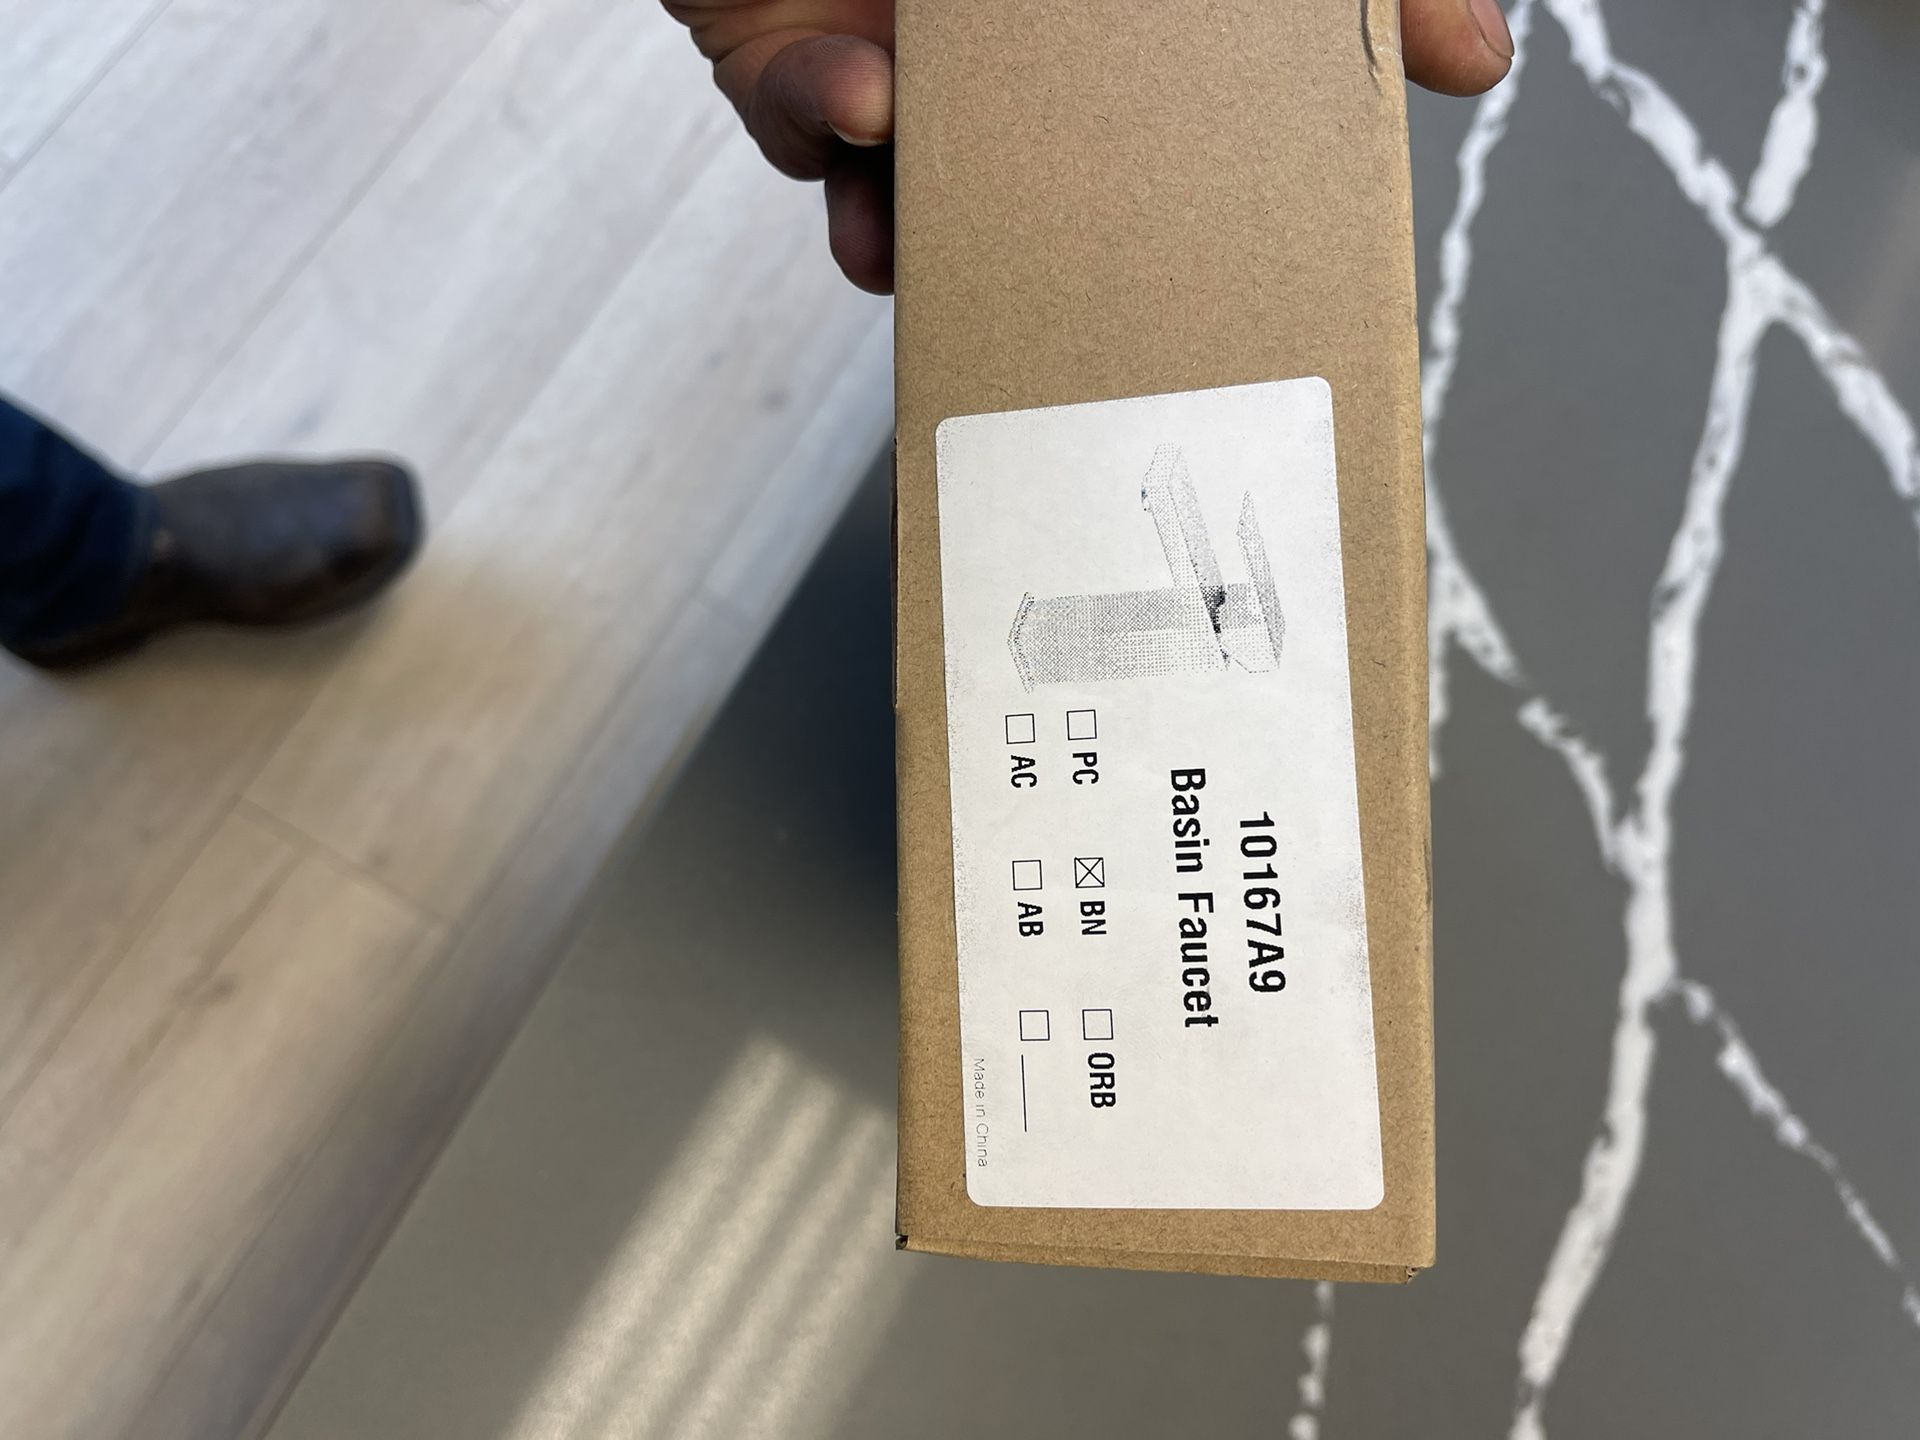 10167A9
Basin Faucet
PC BN ORB
AC AB
Made in China